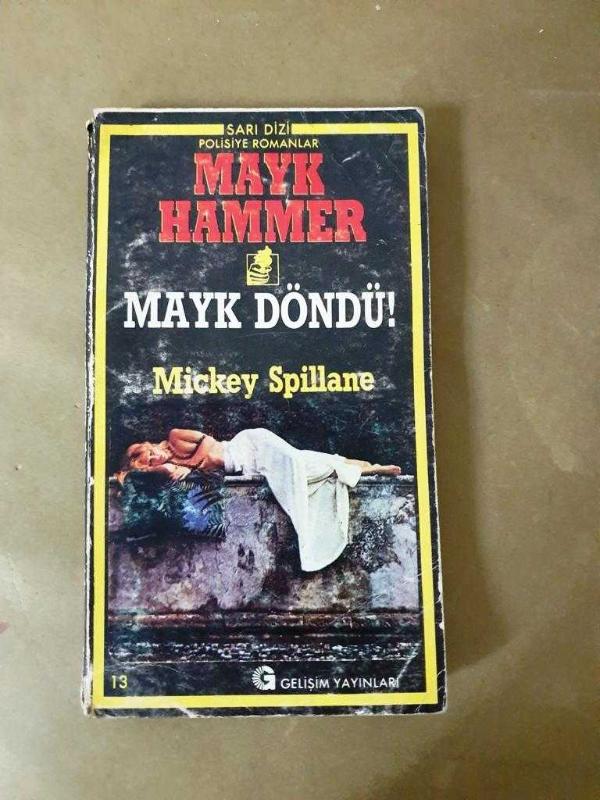 SARI DİZİ
POLİSİYE ROMANLAR
MAYK
HAMMER
MAYK DÖNDÜ!
Mickey Spillane
13
GELİŞİM YAYINLARI